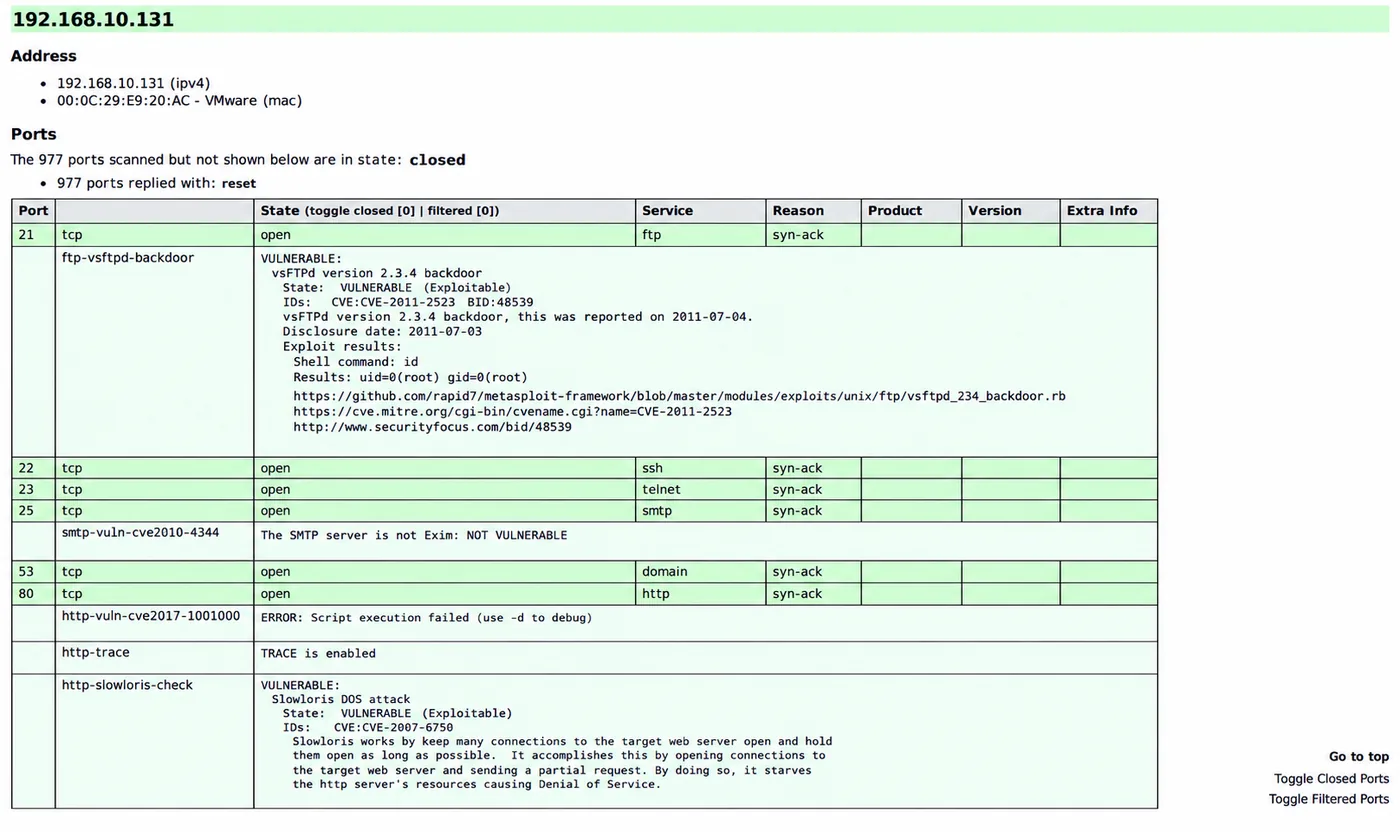 192.168.10.131
Address
• 192.168.10.131 (ipv4)
• 00:0C:29:E9:20:AC - VMware (mac)
Ports
The 977 ports scanned but not shown below are in state: closed
• 977 ports replied with: reset
Port State (toggle closed [0] | filtered [0]) Service Reason Product Version Extra Info
21 tcp open ftp syn-ack
ftp-vsftpd-backdoor VULNERABLE:
vsFTPd version 2.3.4 backdoor
State: VULNERABLE (Exploitable)
IDs: CVE:CVE-2011-2523 BID:48539
vsFTPd version 2.3.4 backdoor, this was reported on 2011-07-04.
Disclosure date: 2011-07-03
Exploit results:
Shell command: id
Results: uid=0(root) gid=0(root)
https://github.com/rapid7/metasploit-framework/blob/master/modules/exploits/unix/ftp/vsftpd_234_backdoor.rb
https://cve.mitre.org/cgi-bin/cvename.cgi?name=CVE-2011-2523
http://www.securityfocus.com/bid/48539
22 tcp open ssh syn-ack
23 tcp open telnet syn-ack
25 tcp open smtp syn-ack
smtp-vuln-cve2010-4344 The SMTP server is not Exim: NOT VULNERABLE
53 tcp open domain syn-ack
80 tcp open http syn-ack
http-vuln-cve2017-1001000 ERROR: Script execution failed (use -d to debug)
http-trace TRACE is enabled
http-slowloris-check VULNERABLE:
Slowloris DOS attack
State: VULNERABLE (Exploitable)
IDs: CVE:CVE-2007-6750
Slowloris works by keep many connections to the target web server open and hold
them open as long as possible. It accomplishes this by opening connections to
the target web server and sending a partial request. By doing so, it starves
the http server's resources causing Denial of Service.
Go to top
Toggle Closed Ports
Toggle Filtered Ports